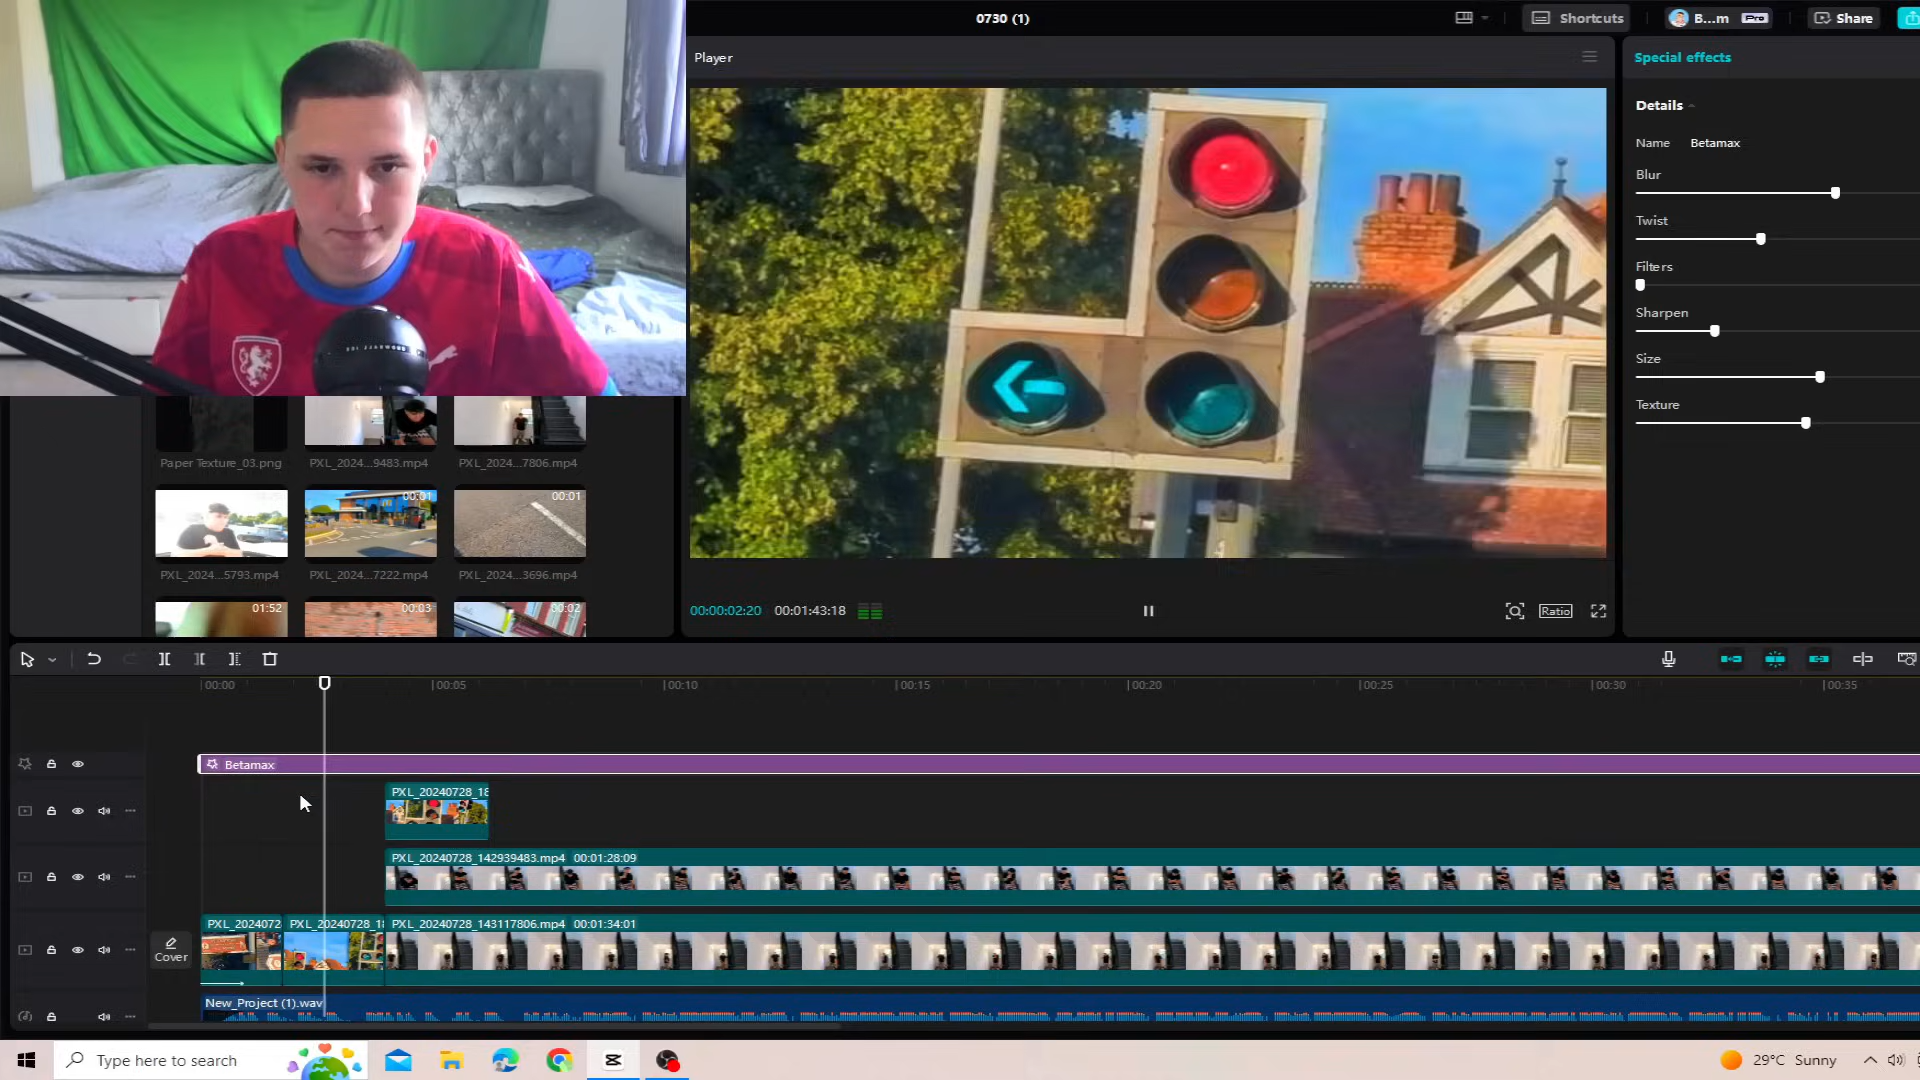 0730 (1)
Shortcuts
B...m
Pro
Share
Player
Special effects
Details
Name Betamax
Blur
Twist
Filters
Sharpen
Size
Texture
Paper Texture_03.png
PXL_2024...9483.mp4
PXL_2024...7806.mp4
00:01
00:01
PXL_2024...5793.mp4
PXL_2024...7222.mp4
PXL_2024...3696.mp4
01:52
00:03
00:02
00:00:02:20 00:01:43:18
Ratio
00:00
00:05
00:10
00:15
00:20
00:25
00:30
00:35
Betamax
PXL_20240728_18
PXL_20240728_142939483.mp4 00:01:28:09
PXL_2024072
PXL_20240728_18
PXL_20240728_143117806.mp4 00:01:34:01
Cover
New_Project (1).wav
Type here to search
29°C Sunny